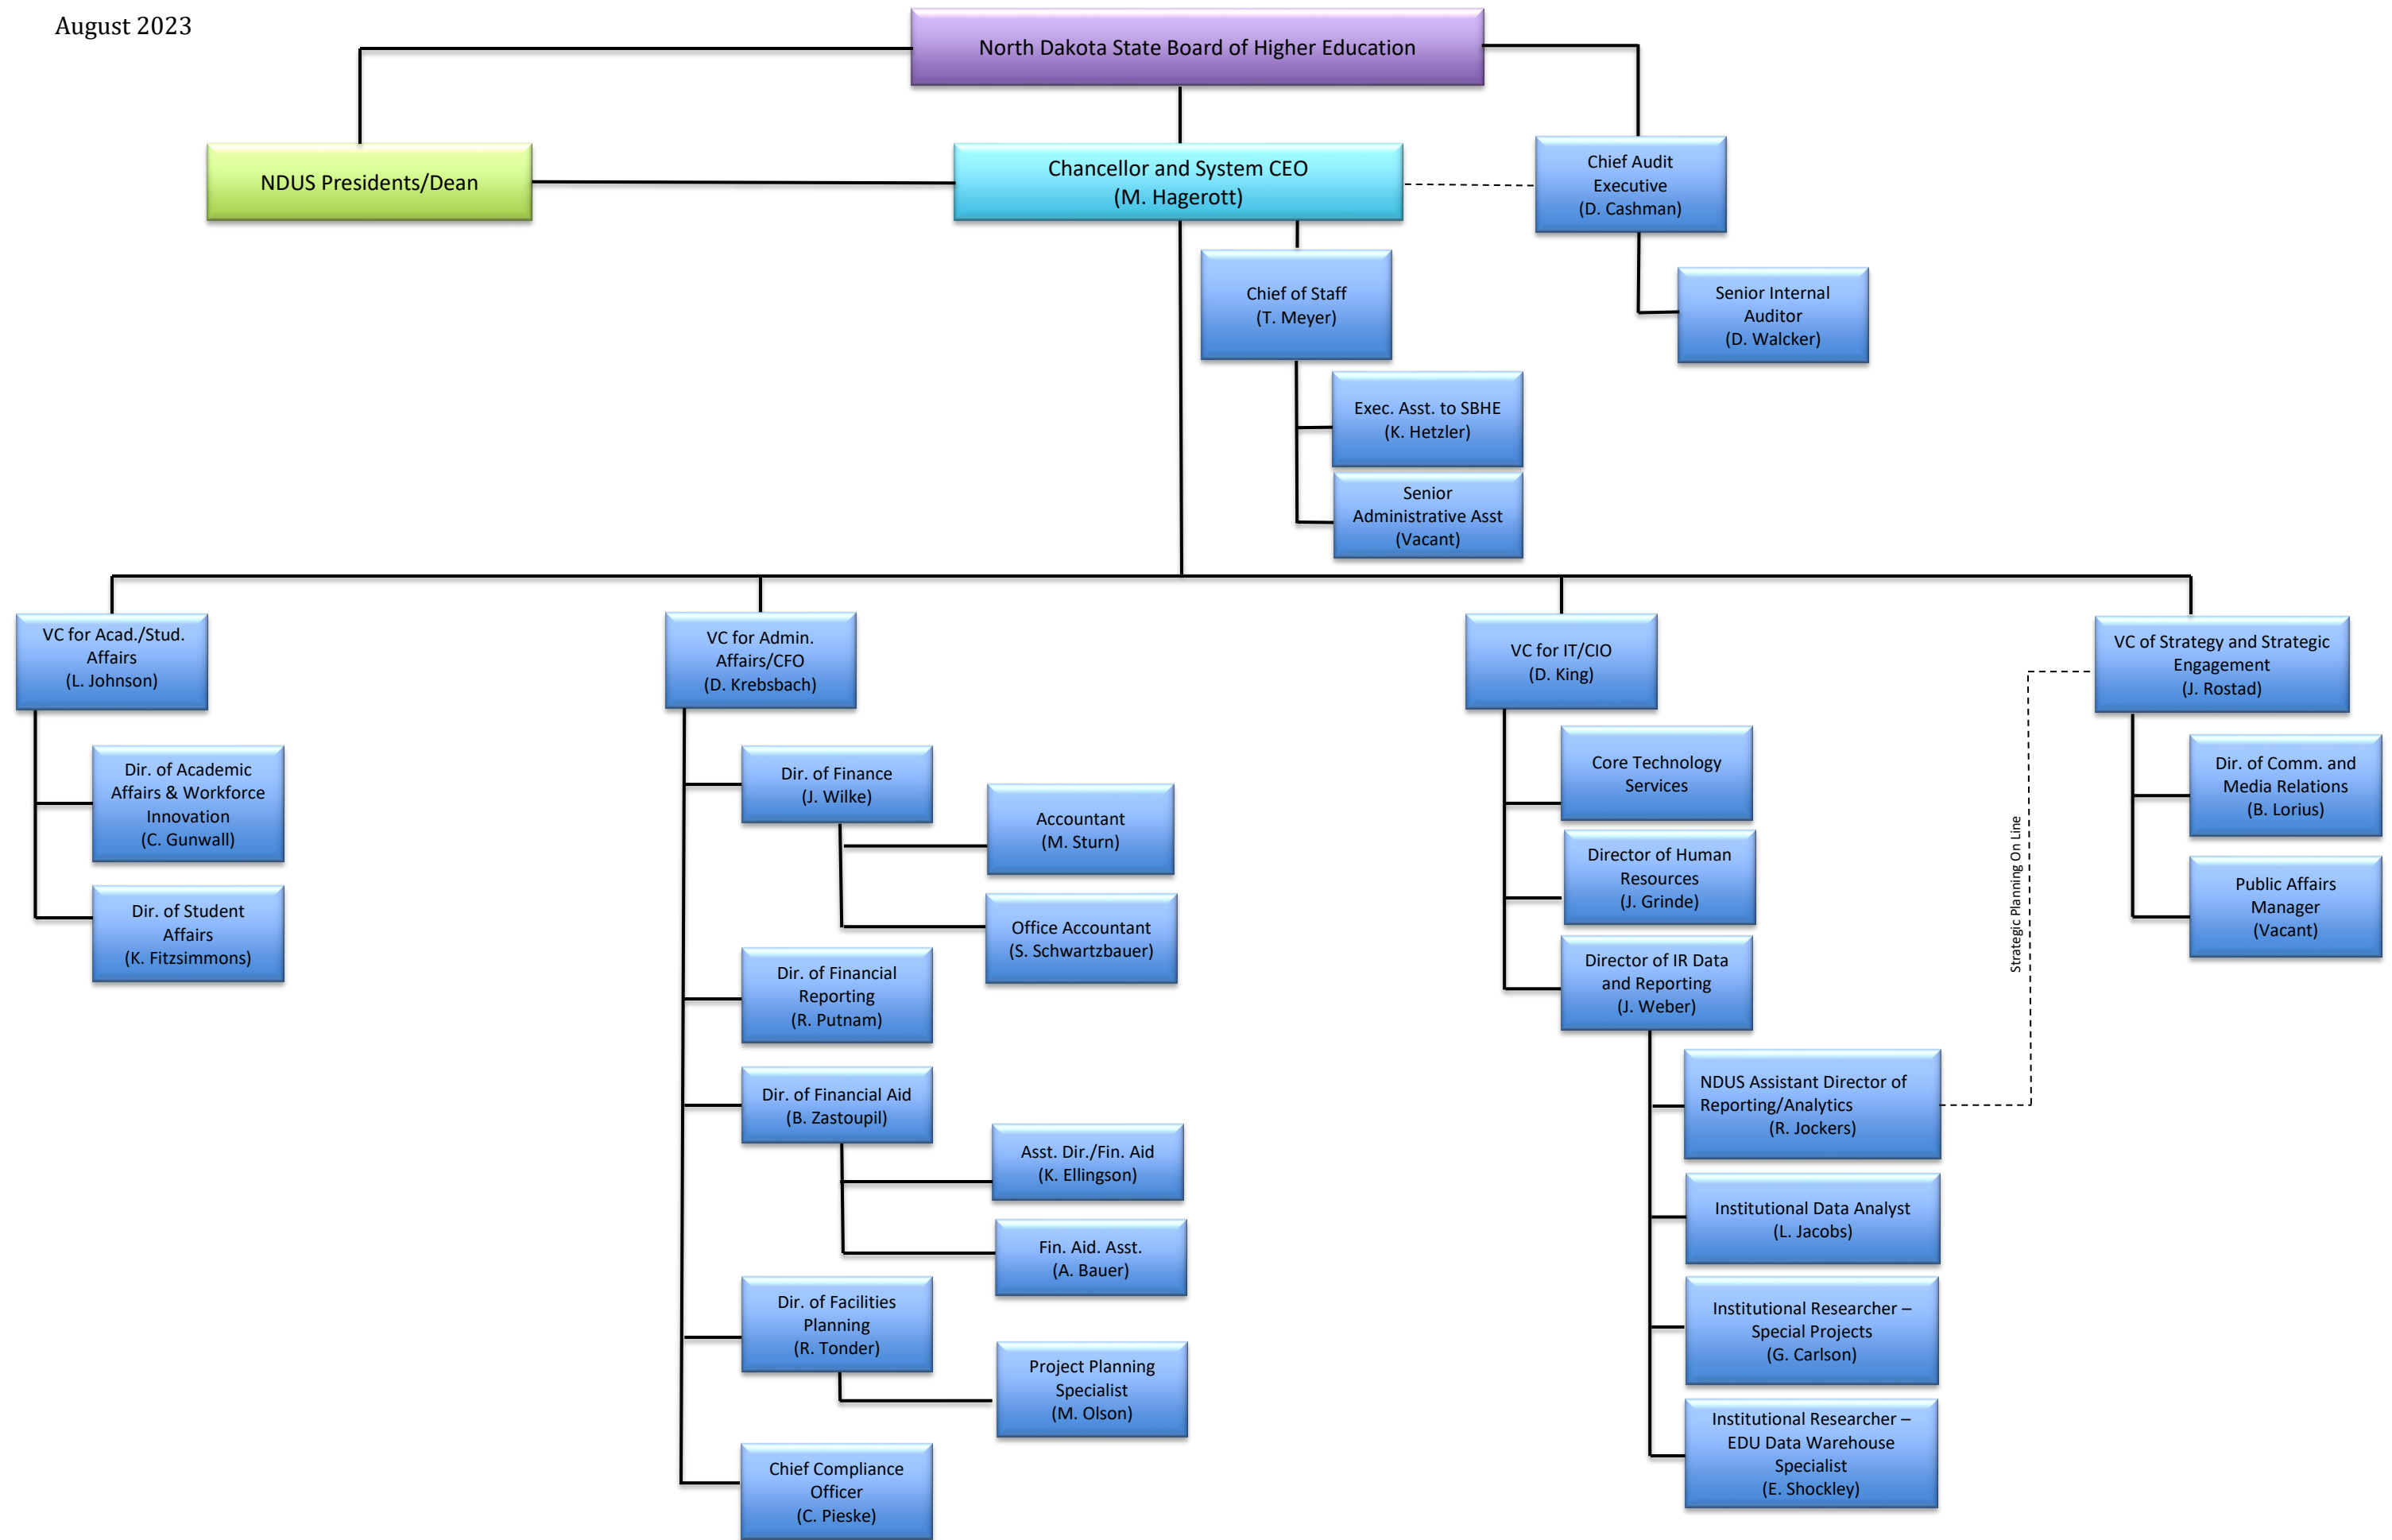 August 2023
North Dakota State Board of Higher Education
NDUS Presidents/Dean
Chancellor and System CEO
(M. Hagerott)
Chief Audit
Executive
(D. Cashman)
Chief of Staff
(T. Meyer)
Senior Internal
Auditor
(D. Walcker)
Exec. Asst. to SBHE
(K. Hetzler)
Senior
Administrative Asst
(Vacant)
VC for Acad./Stud.
Affairs
(L. Johnson)
Dir. of Academic
Affairs & Workforce
Innovation
(C. Gunwall)
Dir. of Student
Affairs
(K. Fitzsimmons)
VC for Admin.
Affairs/CFO
(D. Krebsbach)
Dir. of Finance
(J. Wilke)
Accountant
(M. Sturn)
Office Accountant
(S. Schwartzbauer)
Dir. of Financial
Reporting
(R. Putnam)
Dir. of Financial Aid
(B. Zastoupil)
Asst. Dir./Fin. Aid
(K. Ellingson)
Fin. Aid. Asst.
(A. Bauer)
Dir. of Facilities
Planning
(R. Tonder)
Project Planning
Specialist
(M. Olson)
Chief Compliance
Officer
(C. Pieske)
VC for IT/CIO
(D. King)
Core Technology
Services
Director of Human
Resources
(J. Grinde)
Director of IR Data
and Reporting
(J. Weber)
NDUS Assistant Director of
Reporting/Analytics
(R. Jockers)
Institutional Data Analyst
(L. Jacobs)
Institutional Researcher –
Special Projects
(G. Carlson)
Institutional Researcher –
EDU Data Warehouse
Specialist
(E. Shockley)
Strategic Planning On Line
VC of Strategy and Strategic
Engagement
(J. Rostad)
Dir. of Comm. and
Media Relations
(B. Lorius)
Public Affairs
Manager
(Vacant)